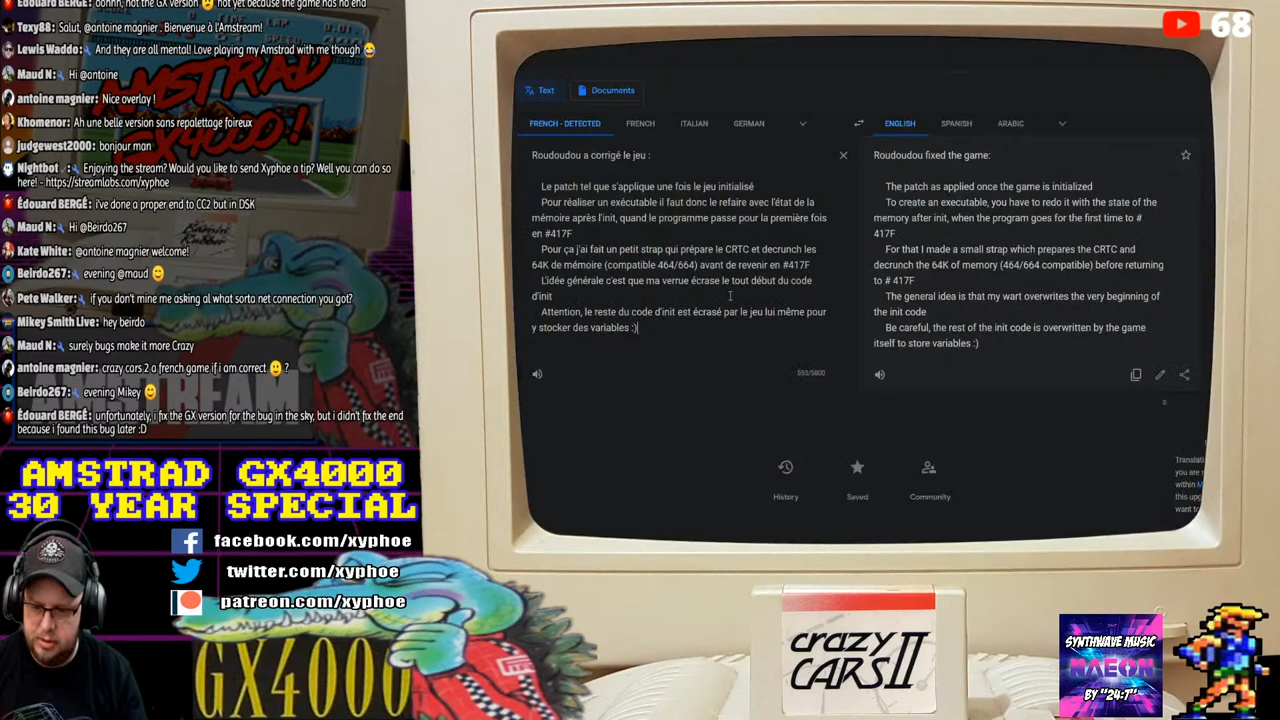 Edouard BERGÉ: oohhh, not the GX version not yet because the game has no end
Texy88: Salut, @antoine magnier. Bienvenue à l'Amstream!
Lewis Waddo: And they are all mental! Love playing my Amstrad with me though
Maud N: Hi @antoine
antoine magnier: Nice overlay !
Khomenor: Ah une belle version sans repalettage foireux
judgewest2000: bonjour man
Nightbot: Enjoying the stream? Would you like to send Xyphoe a tip? Well you can do so here! - https://streamlabs.com/xyphoe
Édouard BERGÉ: i've done a proper end to CC2 but in DSK
Maud N: Hi @Beirdo267
Kate White: @antoine magnier welcome!
Beirdo267: evening @maud
Pete Walker: if you don't mine me asking al what sorta net connection you got?
Mikey Smith Live: hey beirdo
Maud N: surely bugs make it more Crazy
antoine magnier: crazy cars 2 a french game if i am correct ?
Beirdo267: evening Mikey
Édouard BERGÉ: unfortunately, i fix the GX version for the bug in the sky, but i didn't fix the end
because i found this bug later :D
AMSTRAD GX4000
30 YEAR SPECIAL
facebook.com/xyphoe
twitter.com/xyphoe
patreon.com/xyphoe
GX4000
68
Text
Documents
FRENCH - DETECTED
FRENCH
ITALIAN
GERMAN
ENGLISH
SPANISH
ARABIC
Roudoudou a corrigé le jeu :
Le patch tel que s'applique une fois le jeu initialisé
Pour réaliser un exécutable il faut donc le refaire avec l'état de la
mémoire après l'init, quand le programme passe pour la première fois
en #417F
Pour ça j'ai fait un petit strap qui prépare le CRTC et decrunch les
64K de mémoire (compatible 464/664) avant de revenir en #417F
L'idée générale c'est que ma verrue écrase le tout début du code
d'init
Attention, le reste du code d'init est écrasé par le jeu lui même pour
y stocker des variables :)
553/5000
Roudoudou fixed the game:
The patch as applied once the game is initialized
To create an executable, you have to redo it with the state of the
memory after init, when the program goes for the first time to #
417F
For that I made a small strap which prepares the CRTC and
decrunch the 64K of memory (464/664 compatible) before returning
to # 417F
The general idea is that my wart overwrites the very beginning of
the init code
Be careful, the rest of the init code is overwritten by the game
itself to store variables :)
History
Saved
Community
Translati
you are
within
this upg
want to
crazy
CARS II
SYNTHWAVE MUSIC
NAEON
BY "24:7"